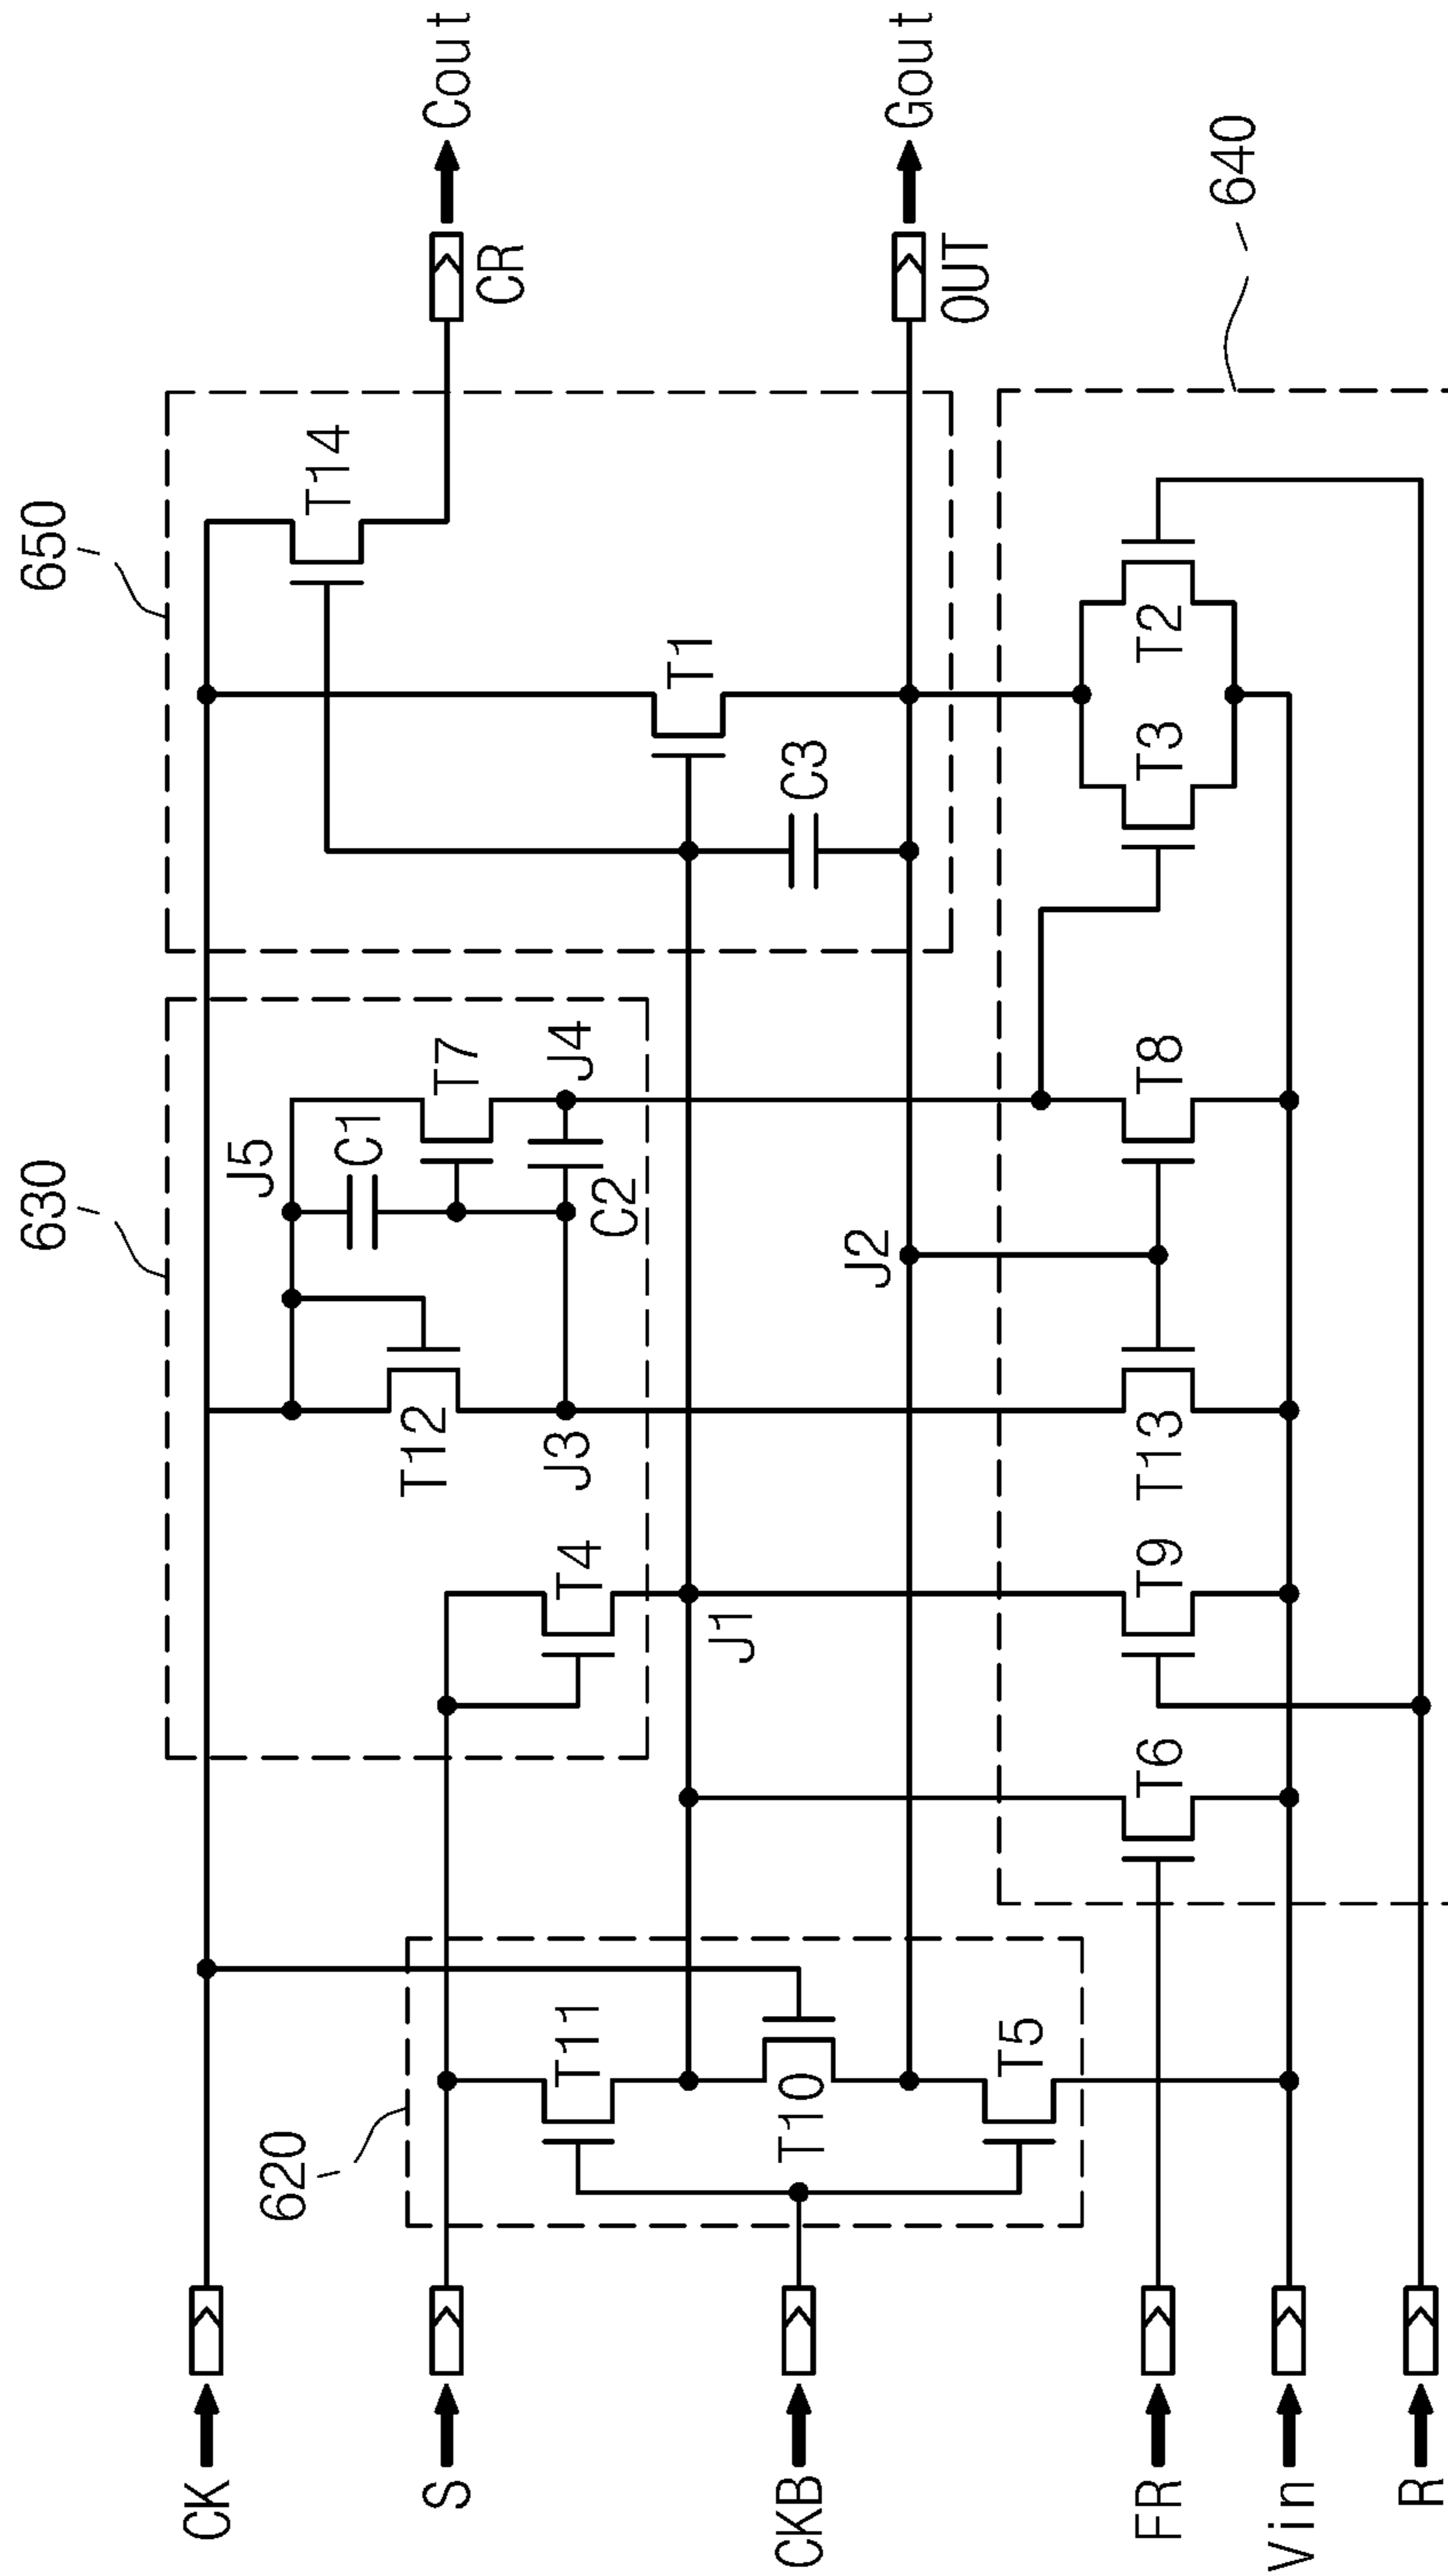 650
630
620
640
CK
S
CKB
FR
Vin
R
Cout
CR
Gout
OUT
T14
T1
C3
J5
C1
T7
J4
C2
T12
J3
T4
J1
J2
T11
T10
T5
T6
T9
T13
T8
T3
T2